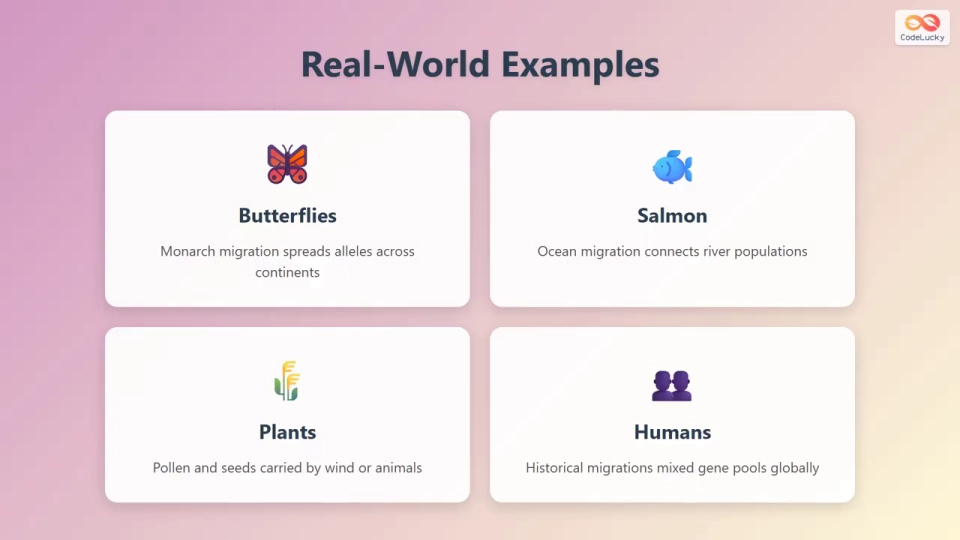 CodeLucky
Real-World Examples
Butterflies
Monarch migration spreads alleles across
continents
Salmon
Ocean migration connects river populations
Plants
Pollen and seeds carried by wind or animals
Humans
Historical migrations mixed gene pools globally